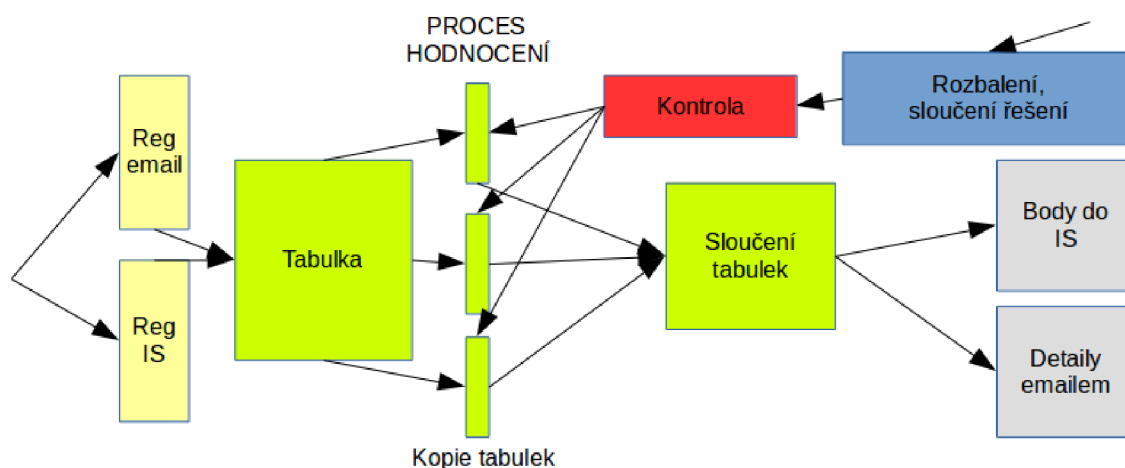 PROCES
HODNOCENÍ
Reg
email
Reg
IS
Tabulka
Kopie tabulek
Kontrola
Rozbalení,
sloučení řešení
Sloučení
tabulek
Body do
IS
Detaily
emailem